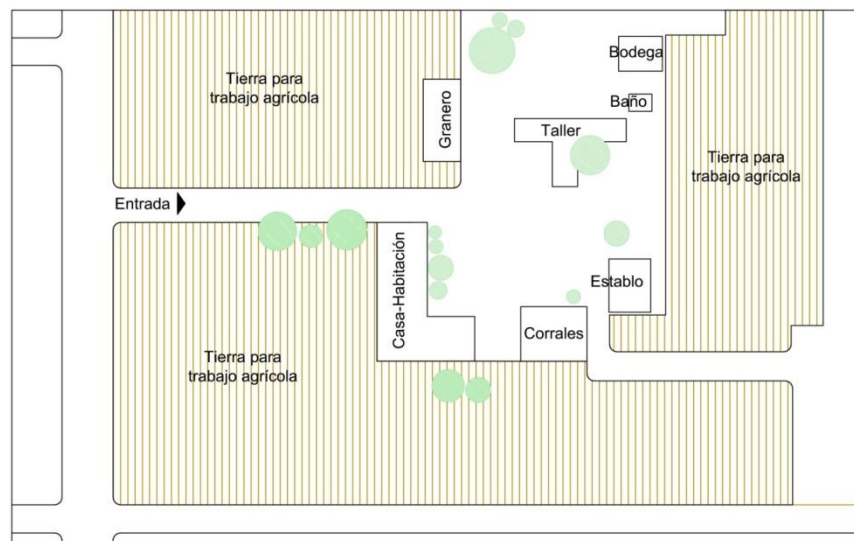 Bodega
Tierra para
trabajo agrícola
Granero
Baño
Taller
Tierra para
trabajo agrícola
Entrada
Casa-Habitación
Establo
Corrales
Tierra para
trabajo agrícola